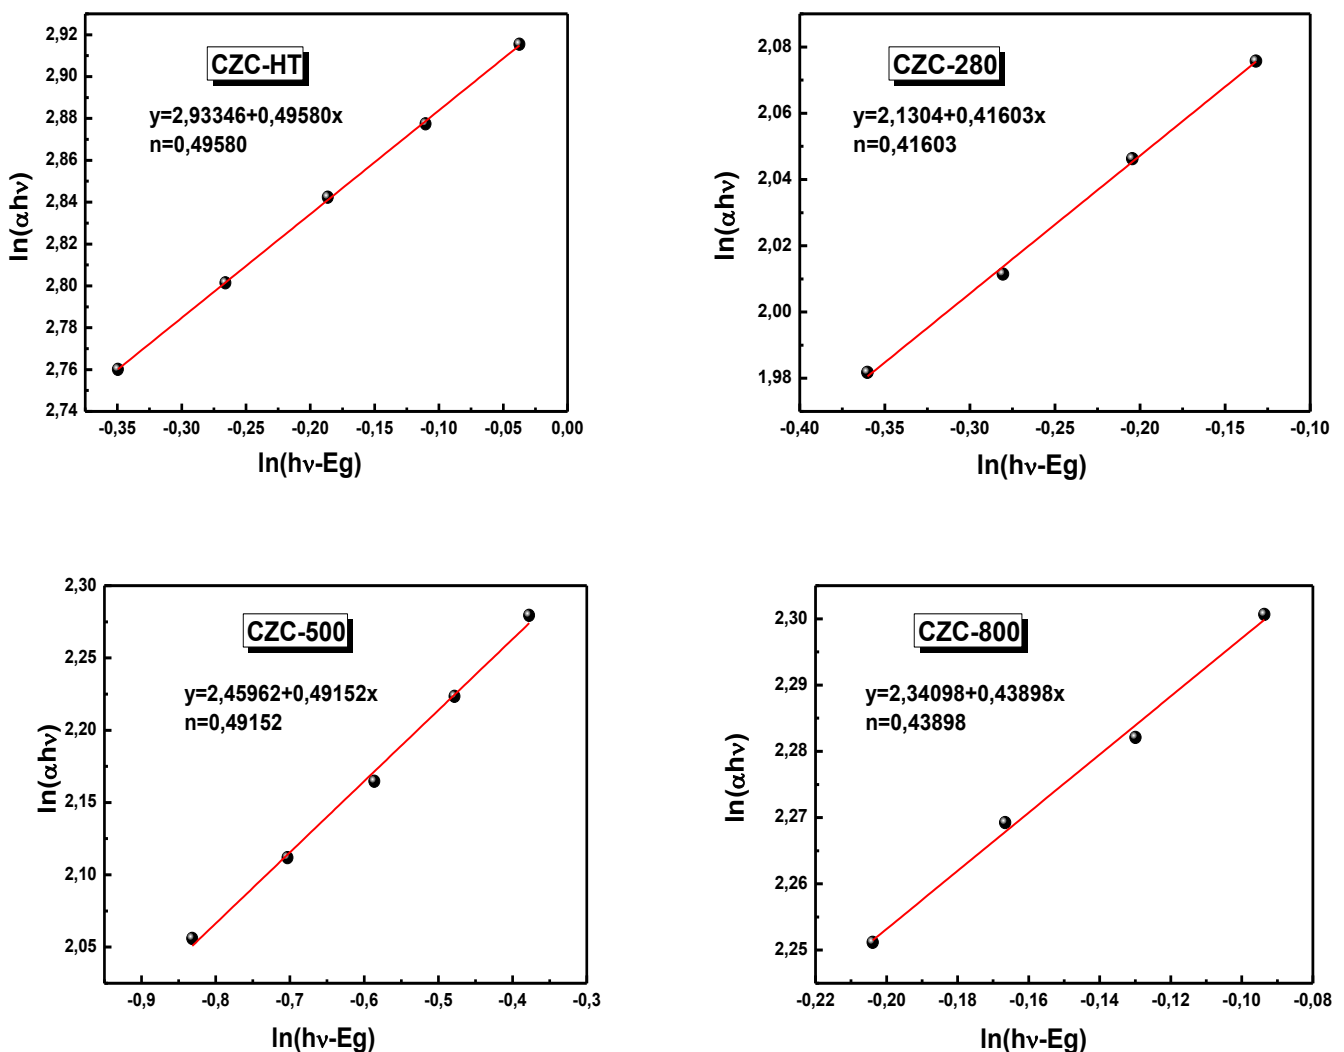 CZC-HT
y=2,93346+0,49580x
n=0,49580
ln(αhν)
2,92
2,90
2,88
2,86
2,84
2,82
2,80
2,78
2,76
2,74
-0,35 -0,30 -0,25 -0,20 -0,15 -0,10 -0,05 0,00
ln(hν-Eg)
CZC-280
y=2,1304+0,41603x
n=0,41603
ln(αhν)
2,08
2,06
2,04
2,02
2,00
1,98
-0,40 -0,35 -0,30 -0,25 -0,20 -0,15 -0,10
ln(hν-Eg)
CZC-500
y=2,45962+0,49152x
n=0,49152
ln(αhν)
2,30
2,25
2,20
2,15
2,10
2,05
-0,9 -0,8 -0,7 -0,6 -0,5 -0,4 -0,3
ln(hν-Eg)
CZC-800
y=2,34098+0,43898x
n=0,43898
ln(αhν)
2,30
2,29
2,28
2,27
2,26
2,25
-0,22 -0,20 -0,18 -0,16 -0,14 -0,12 -0,10 -0,08
ln(hν-Eg)